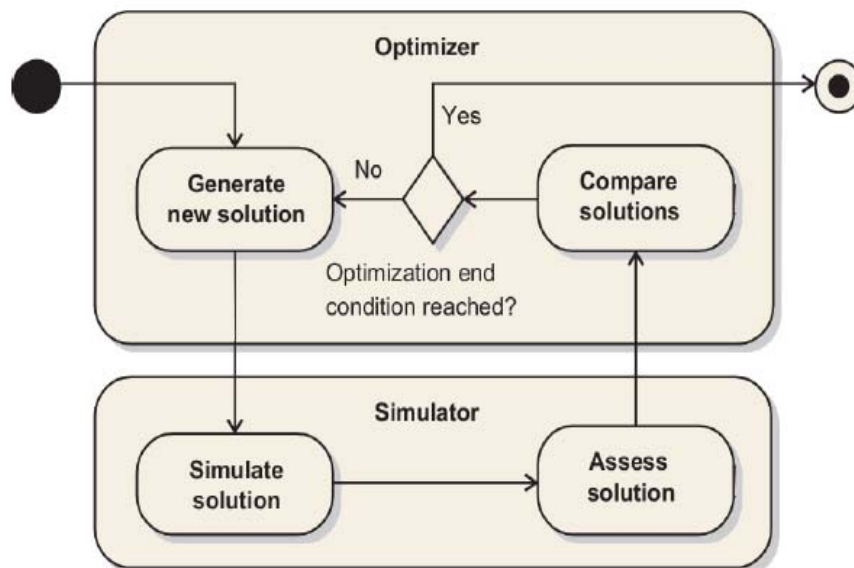 Optimizer
Yes
No
Generate
new solution
Compare
solutions
Optimization end
condition reached?
Simulator
Simulate
solution
Assess
solution